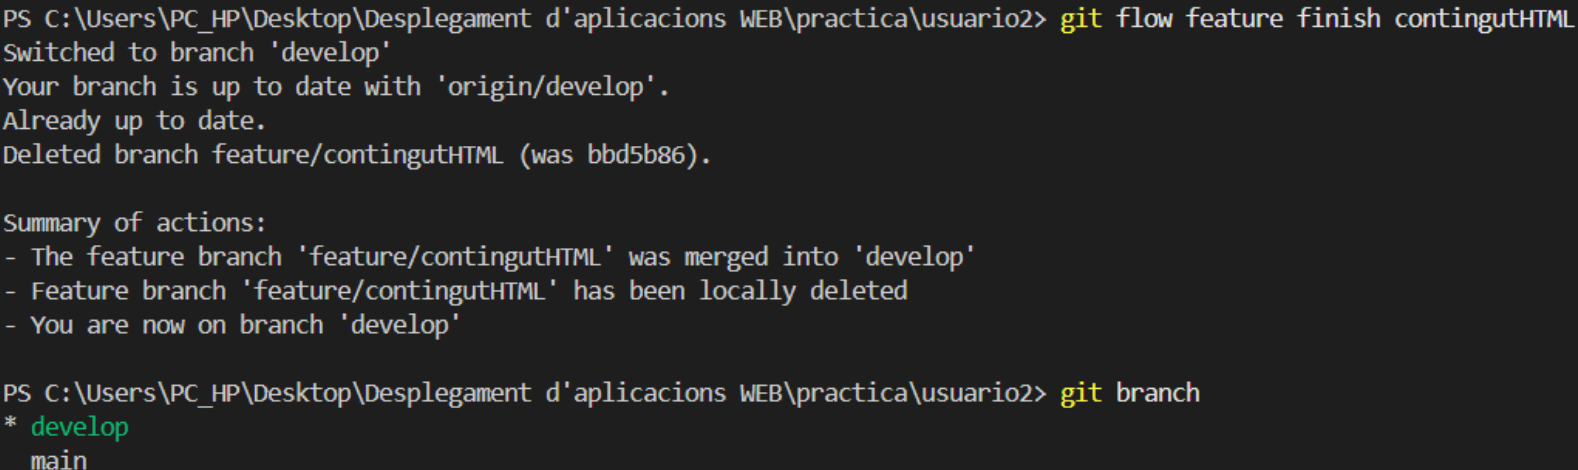 PS C:\Users\PC_HP\Desktop\Desplegament d'aplicacions WEB\practica\usuario2> git flow feature finish contingutHTML
Switched to branch 'develop'
Your branch is up to date with 'origin/develop'.
Already up to date.
Deleted branch feature/contingutHTML (was bbd5b86).
Summary of actions:
- The feature branch 'feature/contingutHTML' was merged into 'develop'
- Feature branch 'feature/contingutHTML' has been locally deleted
- You are now on branch 'develop'
PS C:\Users\PC_HP\Desktop\Desplegament d'aplicacions WEB\practica\usuario2> git branch
* develop
  main